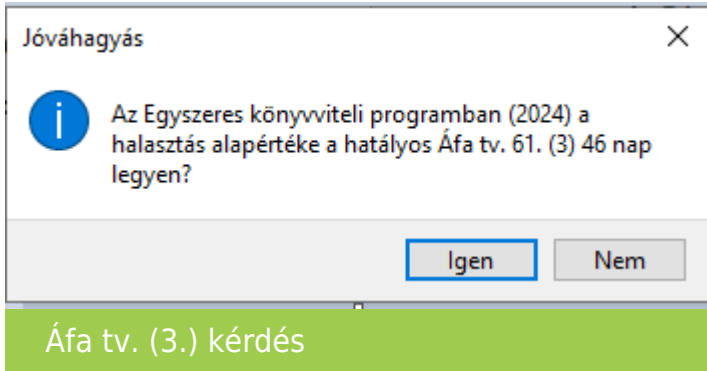 Jóváhagyás
Az Egyszeres könyvviteli programban (2024) a
halasztás alapértéke a hatályos Áfa tv. 61. (3) 46 nap
legyen?
Igen Nem
Áfa tv. (3.) kérdés